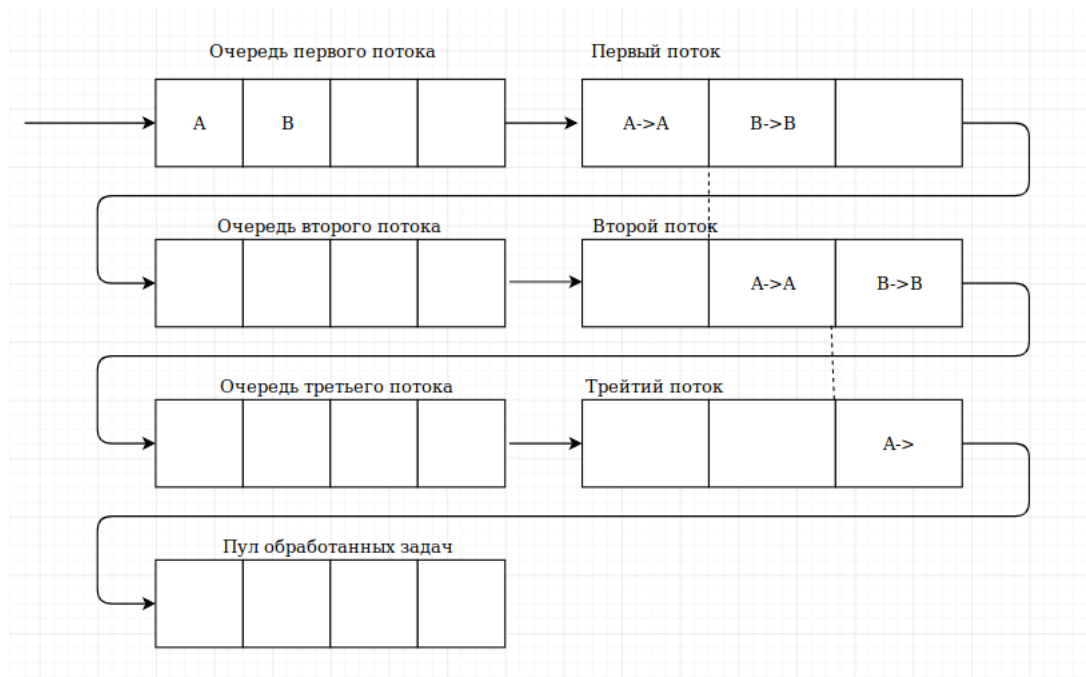 Очередь первого потока
Первый поток
A
B
A->A
B->B
Очередь второго потока
Второй поток
A->A
B->B
Очередь третьего потока
Трейтий поток
A->
Пул обработанных задач